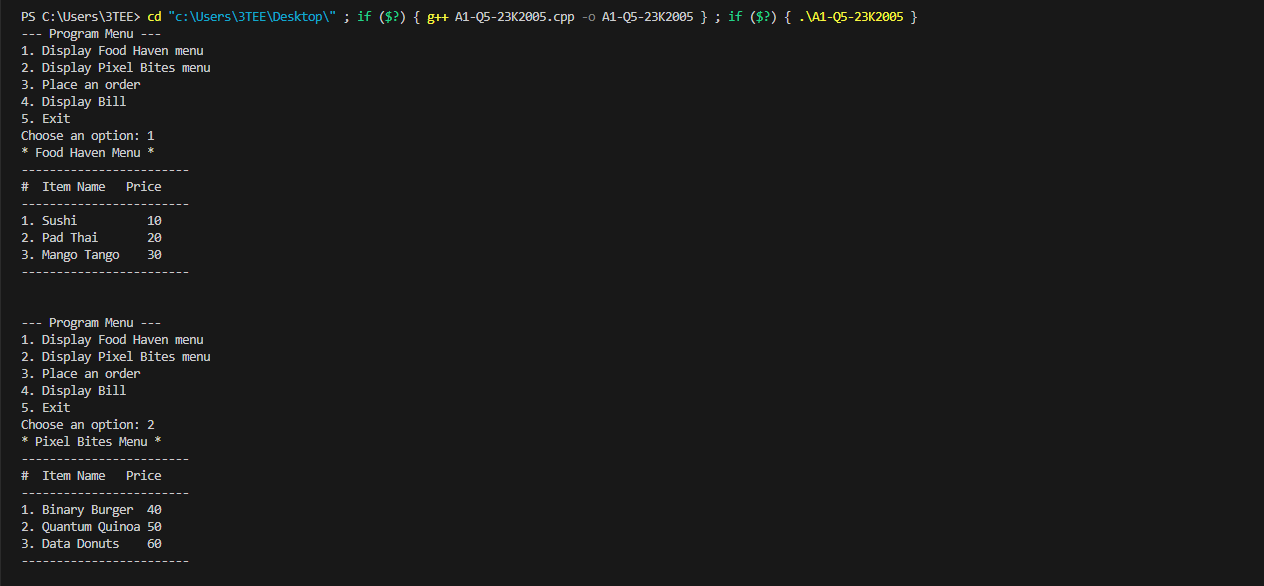 PS C:\Users\3TEE> cd "c:\Users\3TEE\Desktop\" ; if ($?) { g++ A1-Q5-23K2005.cpp -o A1-Q5-23K2005 } ; if ($?) { .\A1-Q5-23K2005 }
--- Program Menu ---
1. Display Food Haven menu
2. Display Pixel Bites menu
3. Place an order
4. Display Bill
5. Exit
Choose an option: 1
* Food Haven Menu *
------------------------
#  Item Name   Price
------------------------
1. Sushi          10
2. Pad Thai       20
3. Mango Tango    30
------------------------
--- Program Menu ---
1. Display Food Haven menu
2. Display Pixel Bites menu
3. Place an order
4. Display Bill
5. Exit
Choose an option: 2
* Pixel Bites Menu *
------------------------
#  Item Name   Price
------------------------
1. Binary Burger  40
2. Quantum Quinoa 50
3. Data Donuts    60
------------------------